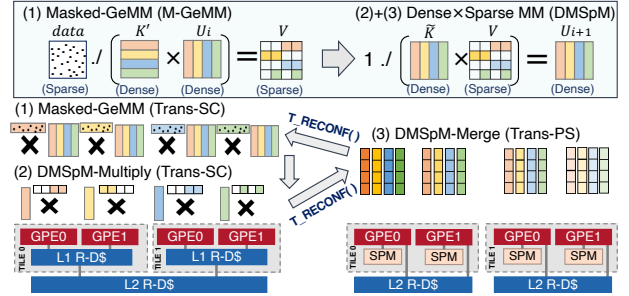 (1) Masked-GeMM (M-GeMM)
(2)+(3) Dense×Sparse MM (DMSpM)
data K' Ui V K̃ V Ui+1
./ × = 1 ./ × =
(Sparse) (Dense) (Dense) (Sparse) (Dense) (Sparse) (Dense)
(1) Masked-GeMM (Trans-SC)
T_RECONF()
(3) DMSpM-Merge (Trans-PS)
(2) DMSpM-Multiply (Trans-SC)
T_RECONF()
TILE 0 GPE0 GPE1 TILE 1 GPE0 GPE1 TILE 0 GPE0 GPE1 TILE 1 GPE0 GPE1
L1 R-D$ L1 R-D$ SPM SPM SPM SPM
L2 R-D$ L2 R-D$ L2 R-D$